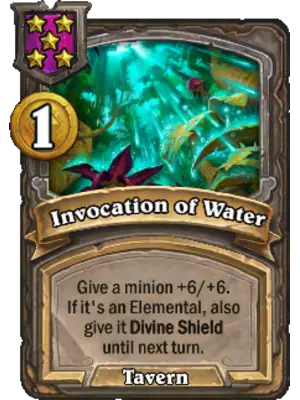 1
Invocation of Water
Give a minion +6/+6.
If it's an Elemental, also
give it Divine Shield
until next turn.
Tavern